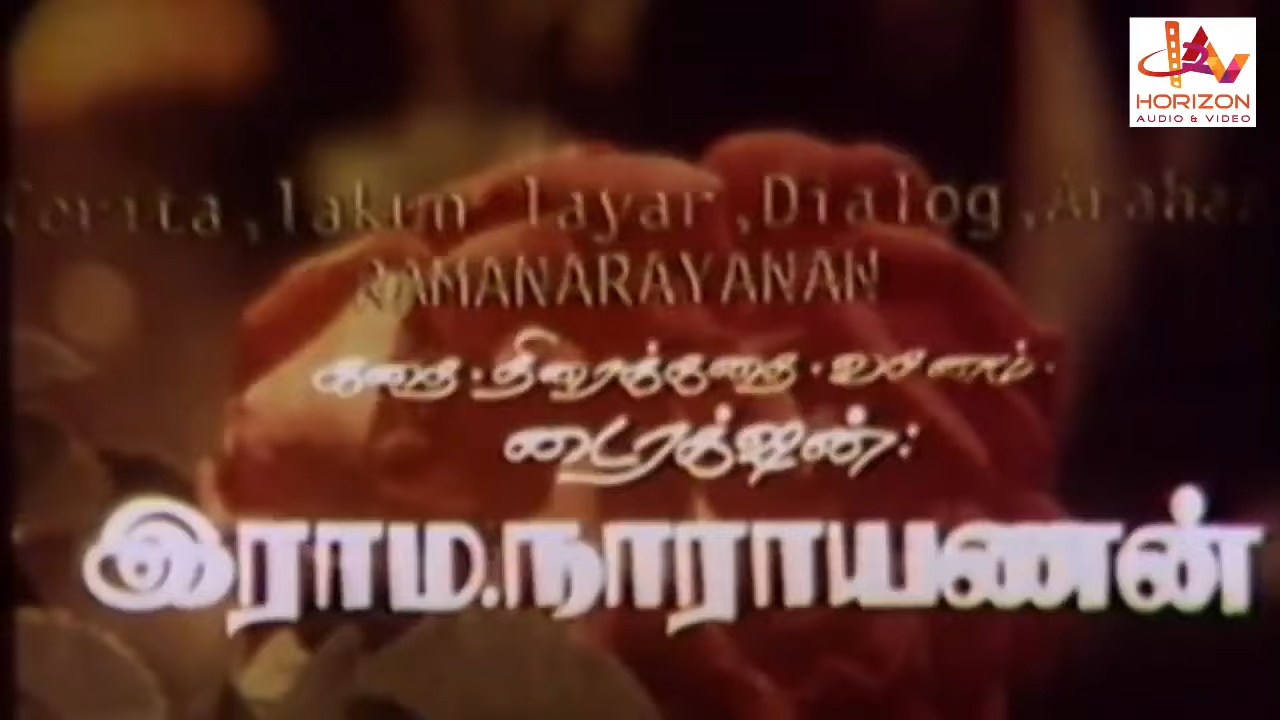 HORIZON
AUDIO & VIDEO
Cerita,lakun layar,Dialog,Arahan
RAMANARAYANAN
கதை · திரைக்கதை · வசனம் ·
டைரக்‌ஷன் :
இராம.நாராயணன்